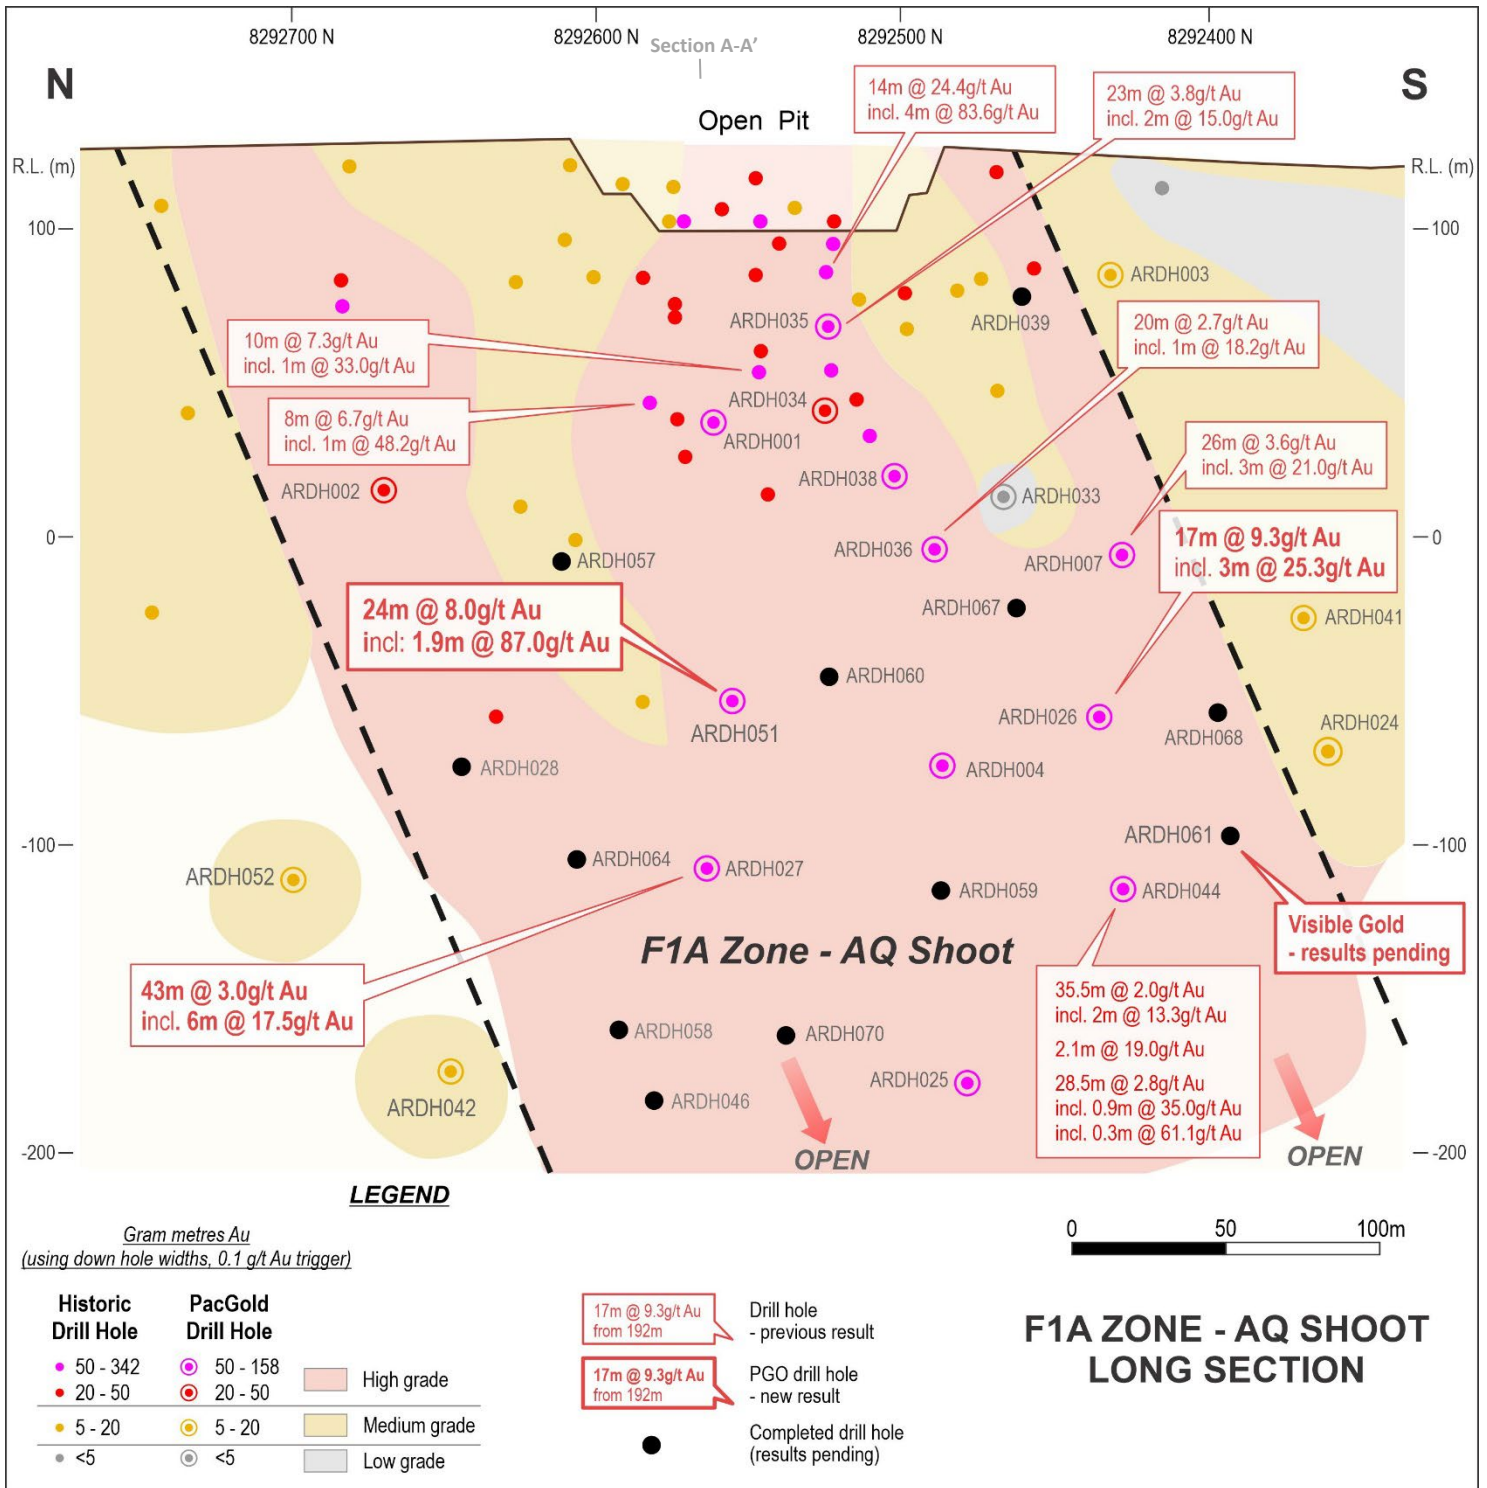 8292700 N
8292600 N
8292500 N
8292400 N
Section A-A'
N
S
Open Pit
14m @ 24.4g/t Au
incl. 4m @ 83.6g/t Au
23m @ 3.8g/t Au
incl. 2m @ 15.0g/t Au
R.L. (m)
R.L. (m)
100
100
ARDH003
ARDH039
ARDH035
20m @ 2.7g/t Au
incl. 1m @ 18.2g/t Au
10m @ 7.3g/t Au
incl. 1m @ 33.0g/t Au
ARDH034
8m @ 6.7g/t Au
incl. 1m @ 48.2g/t Au
ARDH001
26m @ 3.6g/t Au
incl. 3m @ 21.0g/t Au
ARDH002
ARDH038
ARDH033
0
0
ARDH036
ARDH007
17m @ 9.3g/t Au
incl. 3m @ 25.3g/t Au
ARDH057
24m @ 8.0g/t Au
incl: 1.9m @ 87.0g/t Au
ARDH067
ARDH041
ARDH060
ARDH051
ARDH026
ARDH068
ARDH024
ARDH028
ARDH004
-100
-100
ARDH061
ARDH052
ARDH064
ARDH027
ARDH059
ARDH044
Visible Gold
- results pending
F1A Zone - AQ Shoot
43m @ 3.0g/t Au
incl. 6m @ 17.5g/t Au
35.5m @ 2.0g/t Au
incl. 2m @ 13.3g/t Au
2.1m @ 19.0g/t Au
28.5m @ 2.8g/t Au
incl. 0.9m @ 35.0g/t Au
incl. 0.3m @ 61.1g/t Au
ARDH058
ARDH070
ARDH025
ARDH042
ARDH046
-200
-200
OPEN
OPEN
LEGEND
Gram metres Au
(using down hole widths, 0.1 g/t Au trigger)
Historic
Drill Hole
PacGold
Drill Hole
50 - 342
50 - 158
20 - 50
20 - 50
High grade
5 - 20
5 - 20
Medium grade
<5
<5
Low grade
17m @ 9.3g/t Au
from 192m
Drill hole
- previous result
17m @ 9.3g/t Au
from 192m
PGO drill hole
- new result
Completed drill hole
(results pending)
0
50
100m
F1A ZONE - AQ SHOOT
LONG SECTION